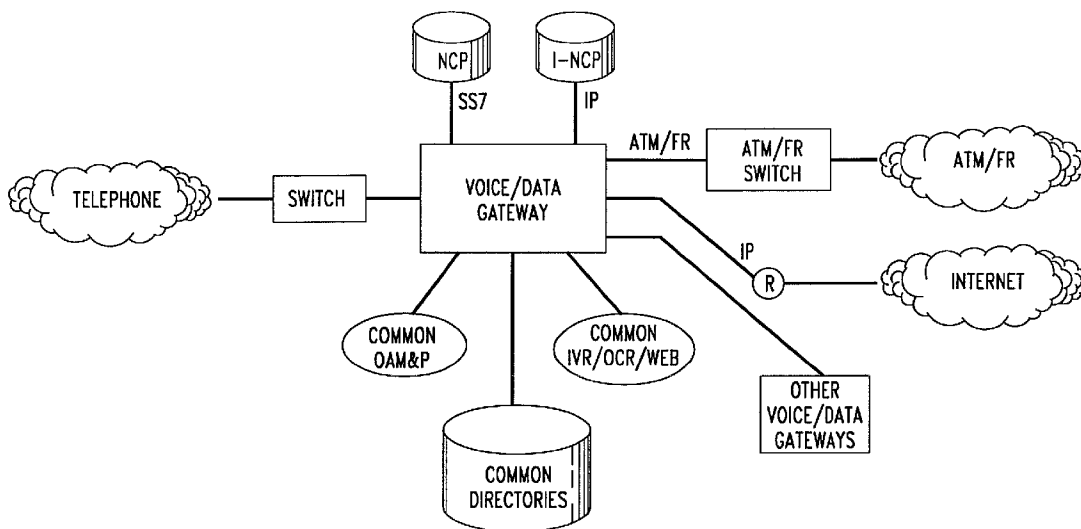 NCP
I-NCP
SS7
IP
ATM/FR
ATM/FR
SWITCH
ATM/FR
TELEPHONE
SWITCH
VOICE/DATA
GATEWAY
IP
R
INTERNET
COMMON
OAM&P
COMMON
IVR/OCR/WEB
OTHER
VOICE/DATA
GATEWAYS
COMMON
DIRECTORIES